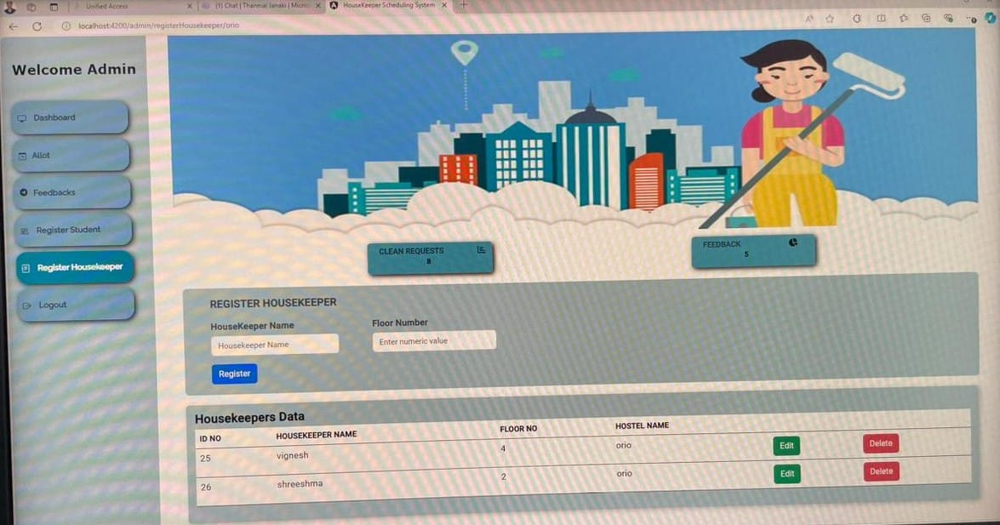 Unified Access
(1) Chat | Thanmai Janaki | Micros
HouseKeeper Scheduling System
localhost:4200/admin/registerHousekeeper/orio
Welcome Admin
Dashboard
Allot
Feedbacks
Register Student
Register Housekeeper
Logout
CLEAN REQUESTS
8
FEEDBACK
5
REGISTER HOUSEKEEPER
HouseKeeper Name
Floor Number
Housekeeper Name
Enter numeric value
Register
Housekeepers Data
ID NO HOUSEKEEPER NAME FLOOR NO HOSTEL NAME
25 vignesh 4 orio Edit Delete
26 shreeshma 2 orio Edit Delete